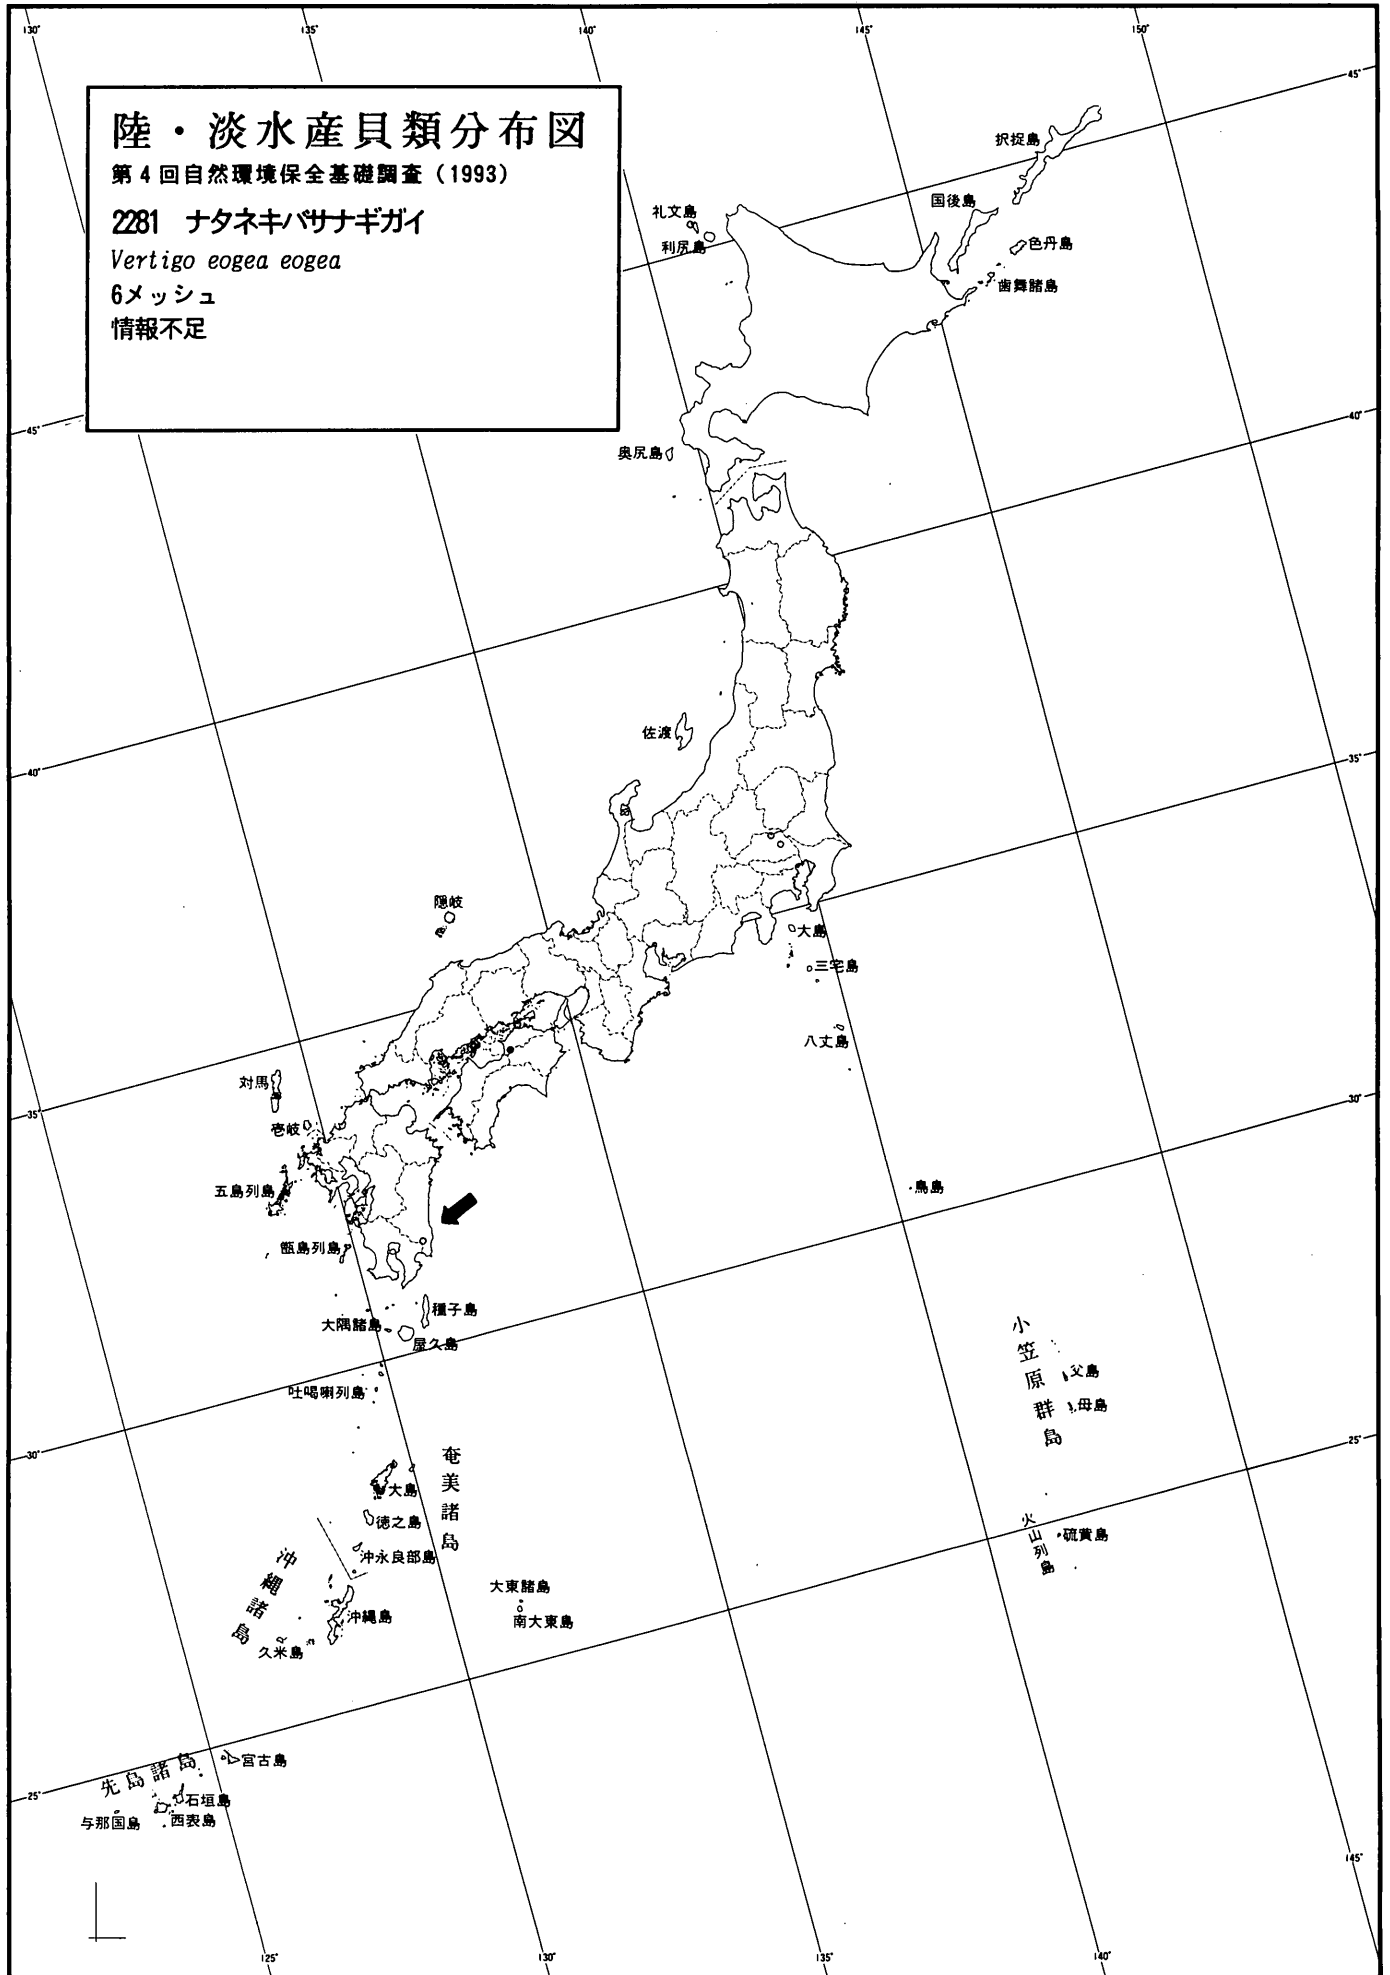 130°
135°
140°
145°
150°
陸・淡水産貝類分布図
第4回自然環境保全基礎調査（1993）
2281 ナタネキバサナギガイ
Vertigo eogea eogea
6メッシュ
情報不足
45°
択捉島
国後島
礼文島
利尻島
色丹島
歯舞諸島
45°
40°
奥尻島
佐渡
40°
35°
隠岐
大島
三宅島
八丈島
対馬
35°
壱岐
30°
五島列島
鳥島
甑島列島
種子島
大隅諸島
屋久島
吐喝喇列島
小笠原群島
父島
母島
30°
25°
奄美諸島
大島
徳之島
沖永良部島
火山列島
硫黄島
沖縄諸島
大東諸島
南大東島
沖縄島
久米島
先島諸島
宮古島
25°
石垣島
与那国島
西表島
145°
125°
130°
135°
140°